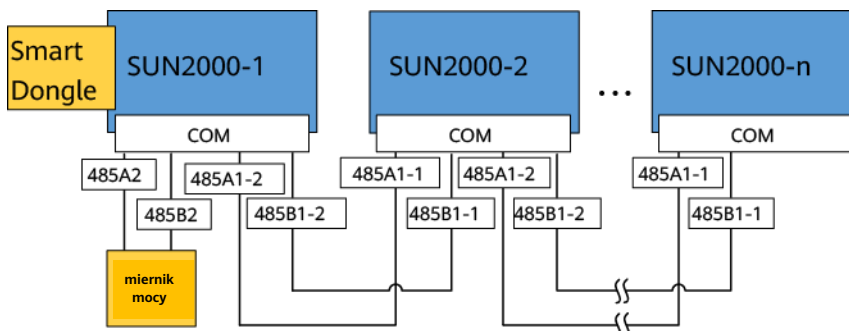 Smart
Dongle
SUN2000-1
SUN2000-2
...
SUN2000-n
COM
COM
COM
485A2
485A1-2
485A1-1
485A1-2
485A1-1
485B2
485B1-2
485B1-1
485B1-2
485B1-1
miernik
mocy